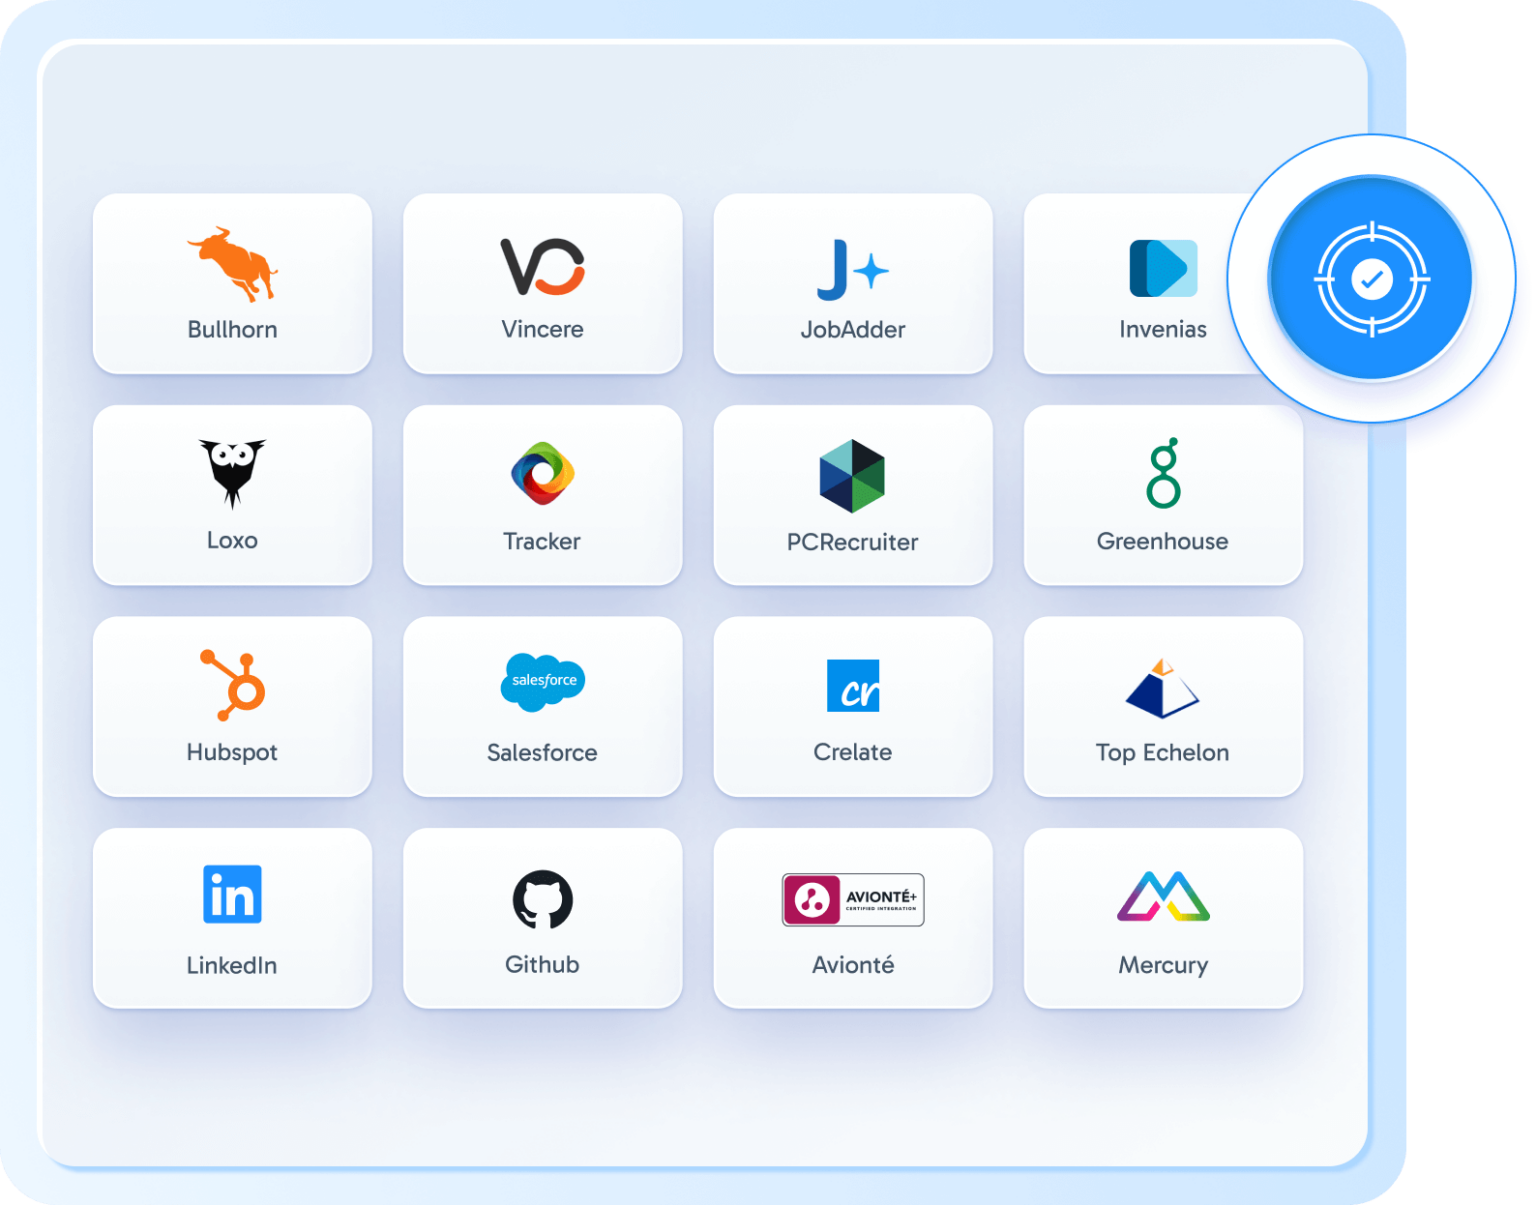 Bullhorn
Vincere
J+
JobAdder
Invenias
Loxo
Tracker
PCRecruiter
Greenhouse
Hubspot
salesforce
Salesforce
cr
Crelate
Top Echelon
in
LinkedIn
Github
AVIONTÉ+
CERTIFIED INTEGRATION
Avionté
Mercury